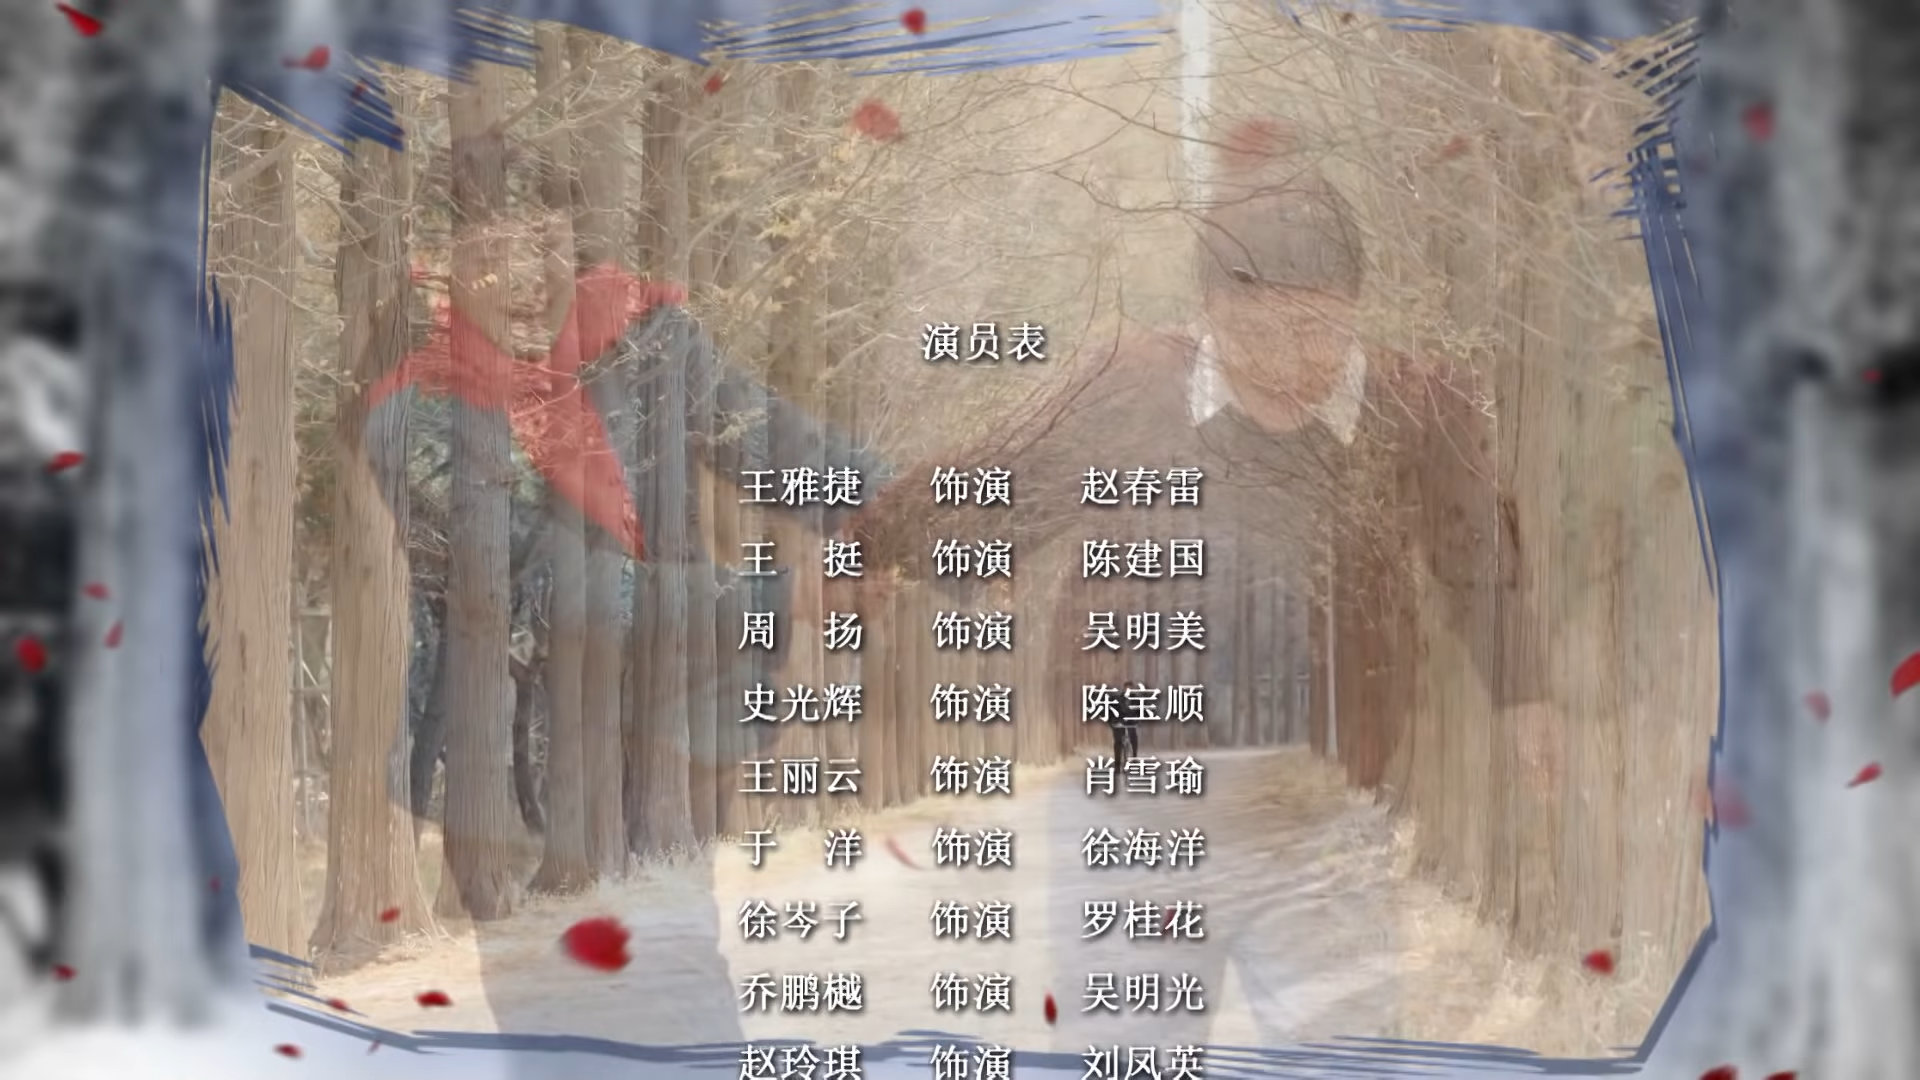 演员表
王雅捷 饰演 赵春雷
王 挺 饰演 陈建国
周 扬 饰演 吴明美
史光辉 饰演 陈宝顺
王丽云 饰演 肖雪瑜
于 洋 饰演 徐海洋
徐岑子 饰演 罗桂花
乔鹏樾 饰演 吴明光
赵玲琪 饰演 刘凤英